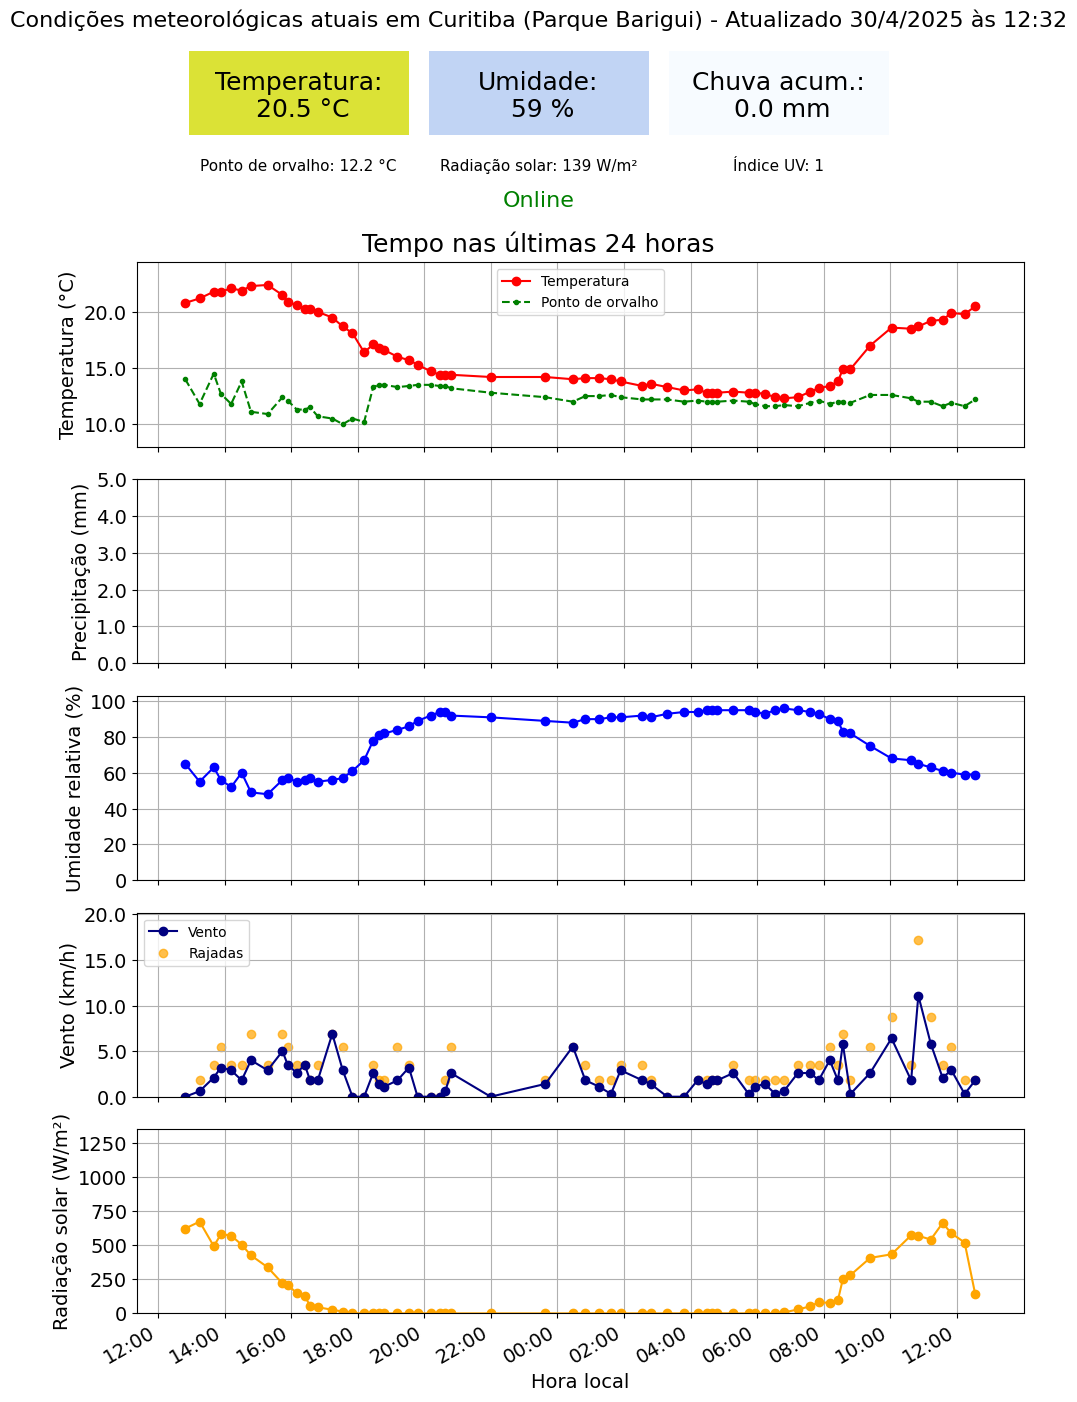 Condições meteorológicas atuais em Curitiba (Parque Barigui) - Atualizado 30/4/2025 às 12:32
Temperatura:
20.5 °C
Umidade:
59 %
Chuva acum.:
0.0 mm
Ponto de orvalho: 12.2 °C
Radiação solar: 139 W/m²
Índice UV: 1
Online
Tempo nas últimas 24 horas
Temperatura (°C)
20.0
15.0
10.0
Temperatura
Ponto de orvalho
Precipitação (mm)
5.0
4.0
3.0
2.0
1.0
0.0
Umidade relativa (%)
100
80
60
40
20
0
Vento (km/h)
20.0
15.0
10.0
5.0
0.0
Vento
Rajadas
Radiação solar (W/m²)
1250
1000
750
500
250
0
12:00
14:00
16:00
18:00
20:00
22:00
00:00
02:00
04:00
06:00
08:00
10:00
12:00
Hora local